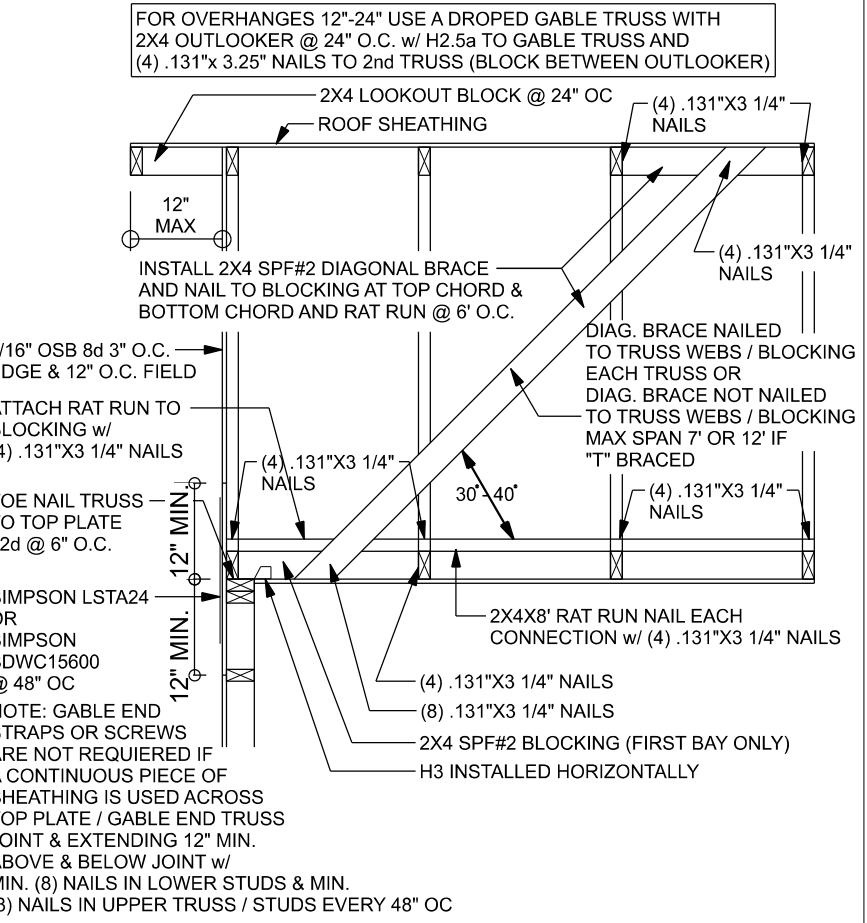 FOR OVERHANGES 12"-24" USE A DROPED GABLE TRUSS WITH
2X4 OUTLOOKER @ 24" O.C. w/ H2.5a TO GABLE TRUSS AND
(4) .131"x 3.25" NAILS TO 2nd TRUSS (BLOCK BETWEEN OUTLOOKER)
2X4 LOOKOUT BLOCK @ 24" OC
(4) .131"X3 1/4"
NAILS
ROOF SHEATHING
12"
MAX
(4) .131"X3 1/4"
NAILS
INSTALL 2X4 SPF#2 DIAGONAL BRACE
AND NAIL TO BLOCKING AT TOP CHORD &
BOTTOM CHORD AND RAT RUN @ 6' O.C.
DIAG. BRACE NAILED
TO TRUSS WEBS / BLOCKING
EACH TRUSS OR
DIAG. BRACE NOT NAILED
TO TRUSS WEBS / BLOCKING
MAX SPAN 7' OR 12' IF
"T" BRACED
/16" OSB 8d 3" O.C.
DGE & 12" O.C. FIELD
ATTACH RAT RUN TO
BLOCKING w/
4) .131"X3 1/4" NAILS
(4) .131"X3 1/4"
NAILS
30°-40°
(4) .131"X3 1/4"
NAILS
OE NAIL TRUSS
TO TOP PLATE
2d @ 6" O.C.
12" MIN.
12" MIN.
SIMPSON LSTA24
OR
SIMPSON
SDWC15600
@ 48" OC
2X4X8' RAT RUN NAIL EACH
CONNECTION w/ (4) .131"X3 1/4" NAILS
(4) .131"X3 1/4" NAILS
(8) .131"X3 1/4" NAILS
2X4 SPF#2 BLOCKING (FIRST BAY ONLY)
H3 INSTALLED HORIZONTALLY
NOTE: GABLE END
STRAPS OR SCREWS
ARE NOT REQUIERED IF
A CONTINUOUS PIECE OF
SHEATHING IS USED ACROSS
TOP PLATE / GABLE END TRUSS
JOINT & EXTENDING 12" MIN.
ABOVE & BELOW JOINT w/
MIN. (8) NAILS IN LOWER STUDS & MIN.
8) NAILS IN UPPER TRUSS / STUDS EVERY 48" OC